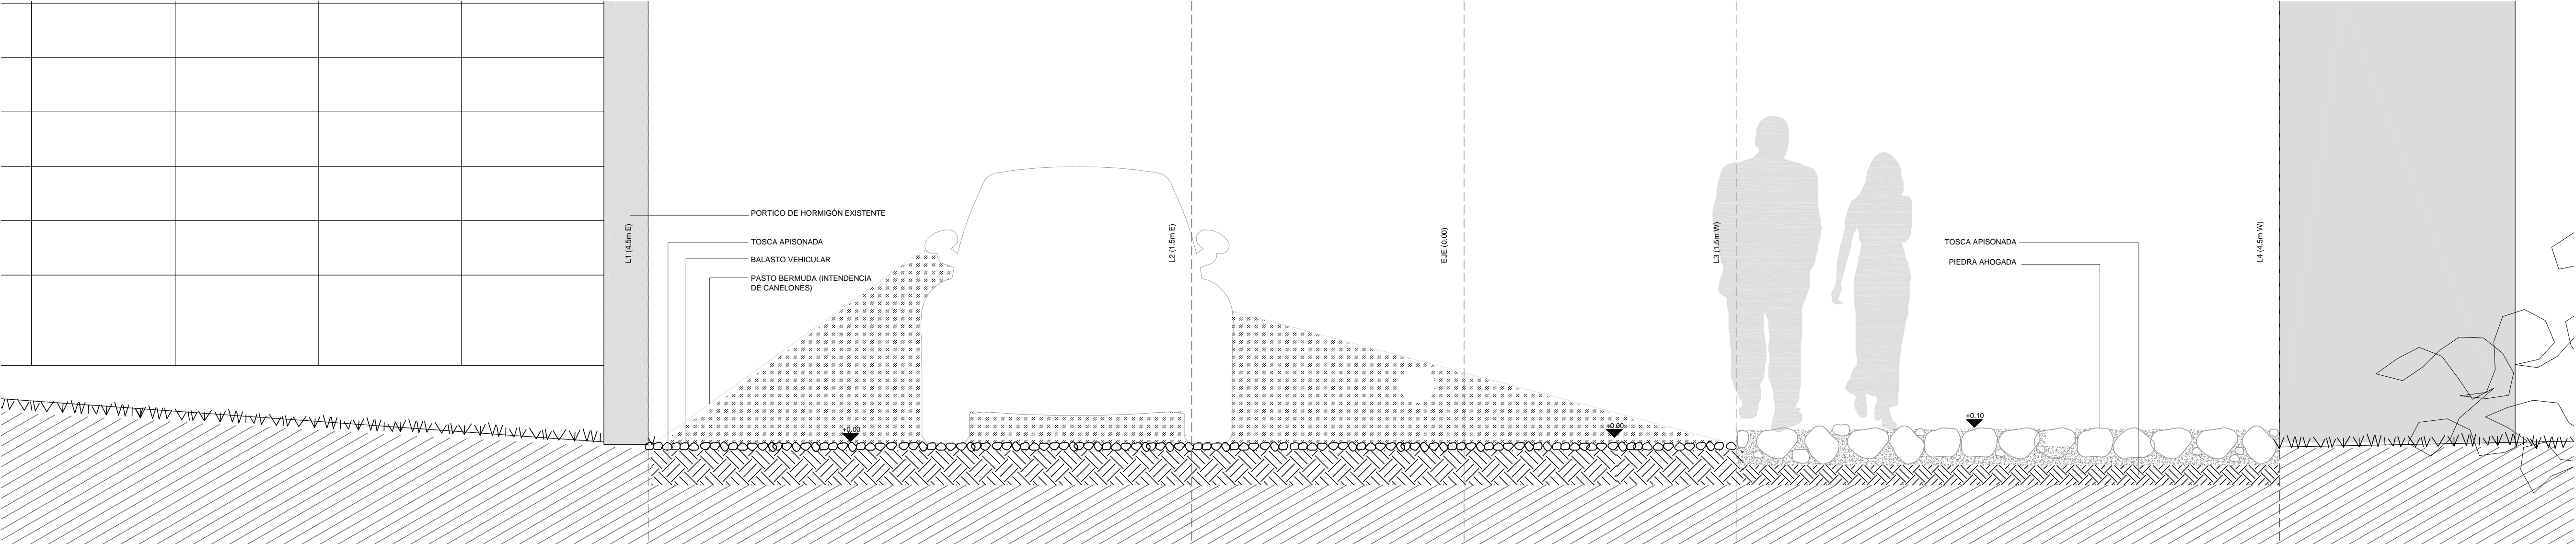 L1 (4.5m E)
PORTICO DE HORMIGÓN EXISTENTE
TOSCA APISONADA
BALASTO VEHICULAR
PASTO BERMUDA (INTENDENCIA
DE CANELONES)
+0.00
L2 (1.5m E)
EJE (0.00)
+0.00
L3 (1.5m W)
TOSCA APISONADA
PIEDRA AHOGADA
+0.10
L4 (4.5m W)